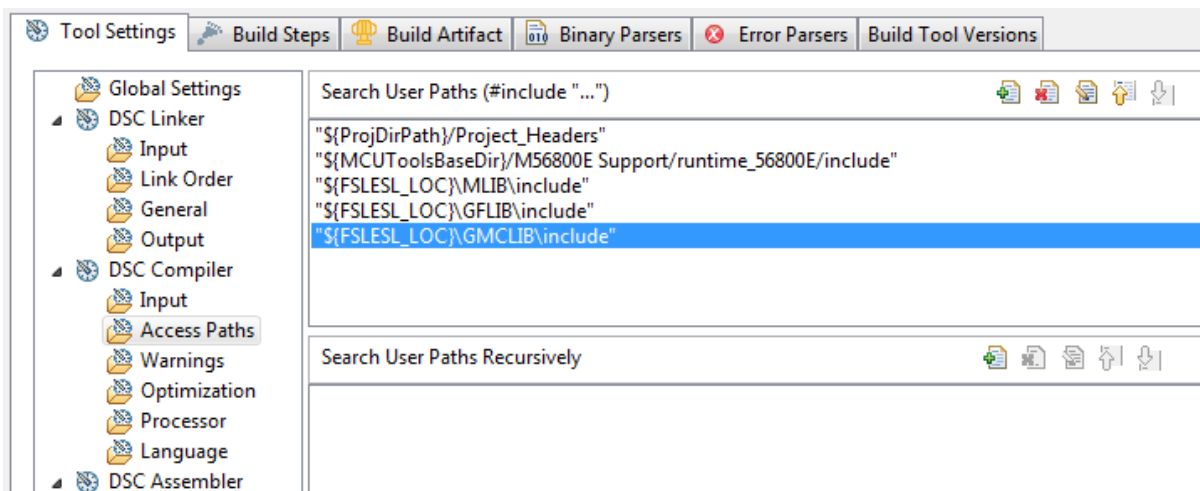 Tool Settings Build Steps Build Artifact Binary Parsers Error Parsers Build Tool Versions
Global Settings
DSC Linker
Input
Link Order
General
Output
DSC Compiler
Input
Access Paths
Warnings
Optimization
Processor
Language
DSC Assembler
Search User Paths (#include "...")
"${ProjDirPath}/Project_Headers"
"${MCUToolsBaseDir}/M56800E Support/runtime_56800E/include"
"${FSLESL_LOC}\MLIB\include"
"${FSLESL_LOC}\GFLIB\include"
"${FSLESL_LOC}\GMCLIB\include"
Search User Paths Recursively